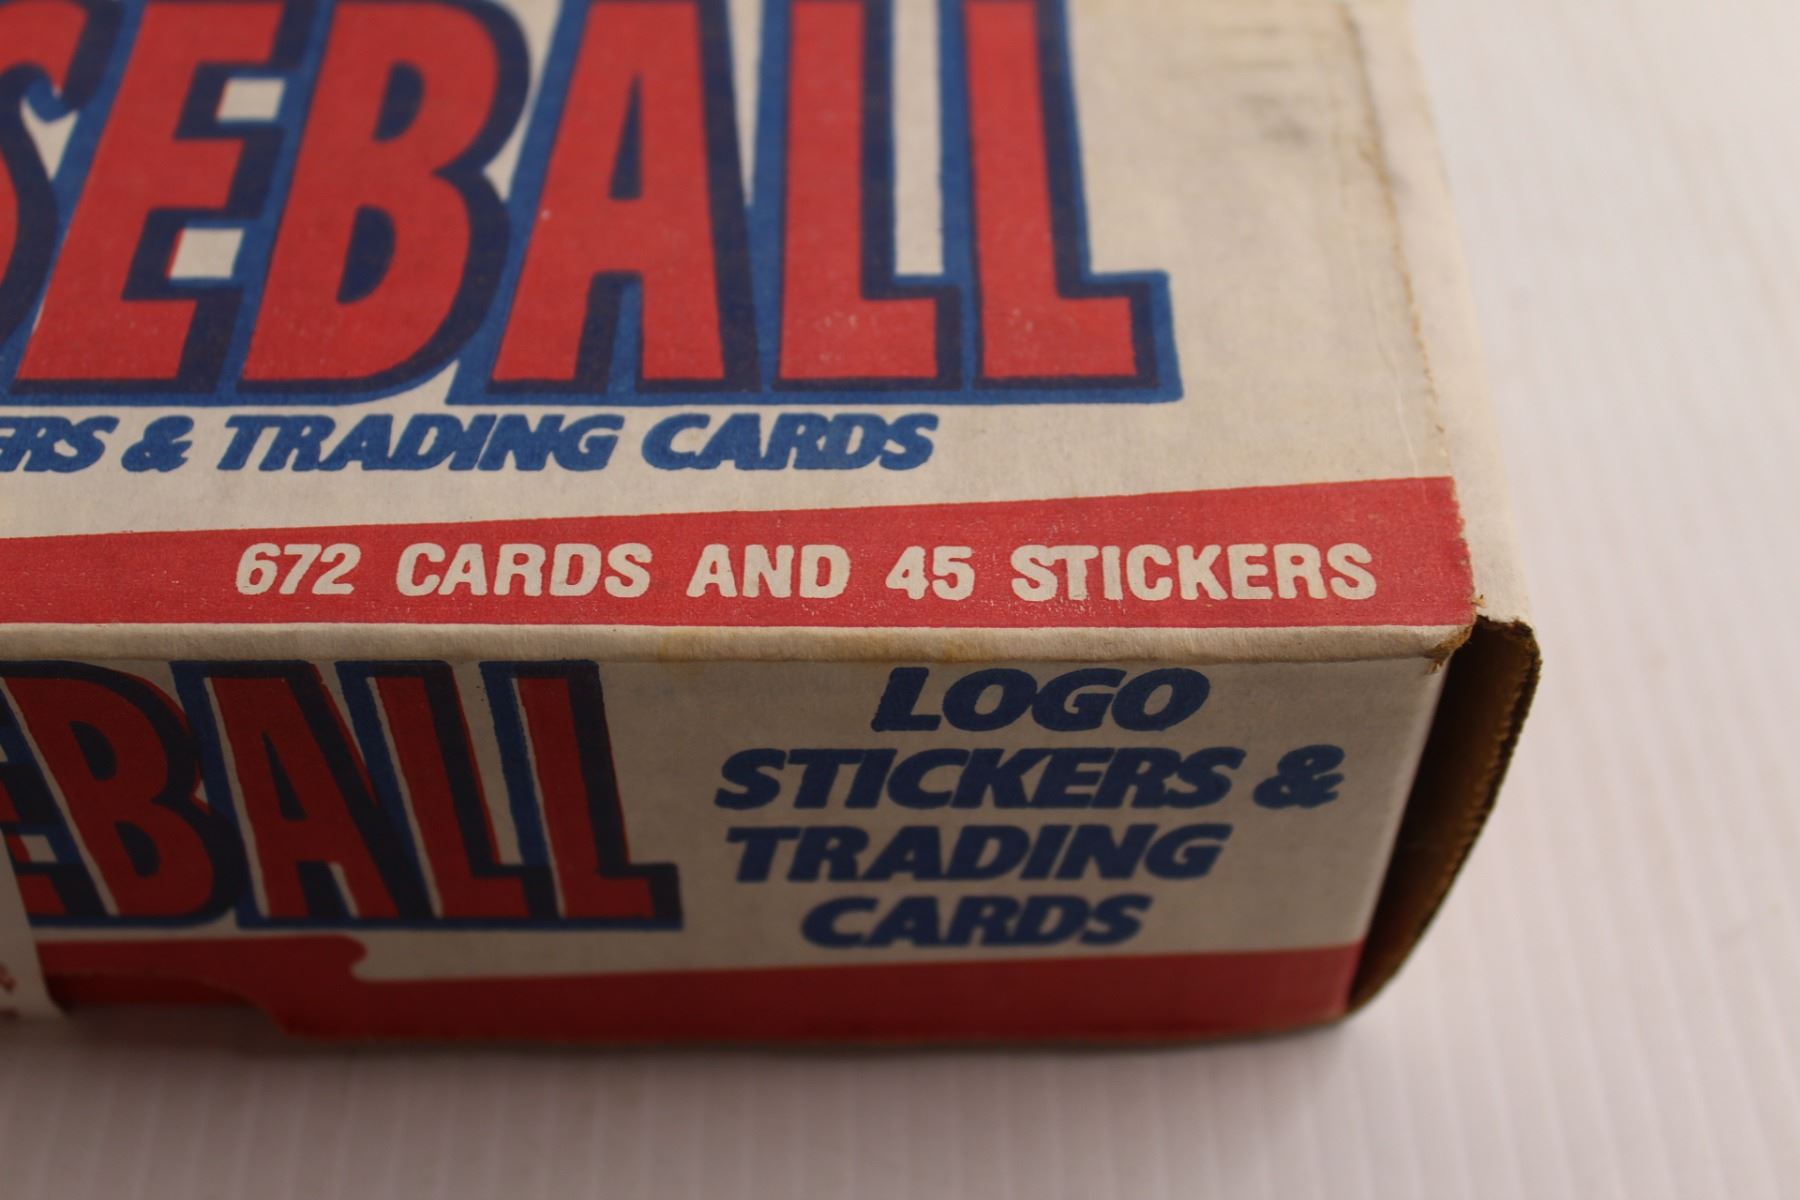 SEBALL
ERS & TRADING CARDS
672 CARDS AND 45 STICKERS
EBALL
LOGO
STICKERS &
TRADING
CARDS